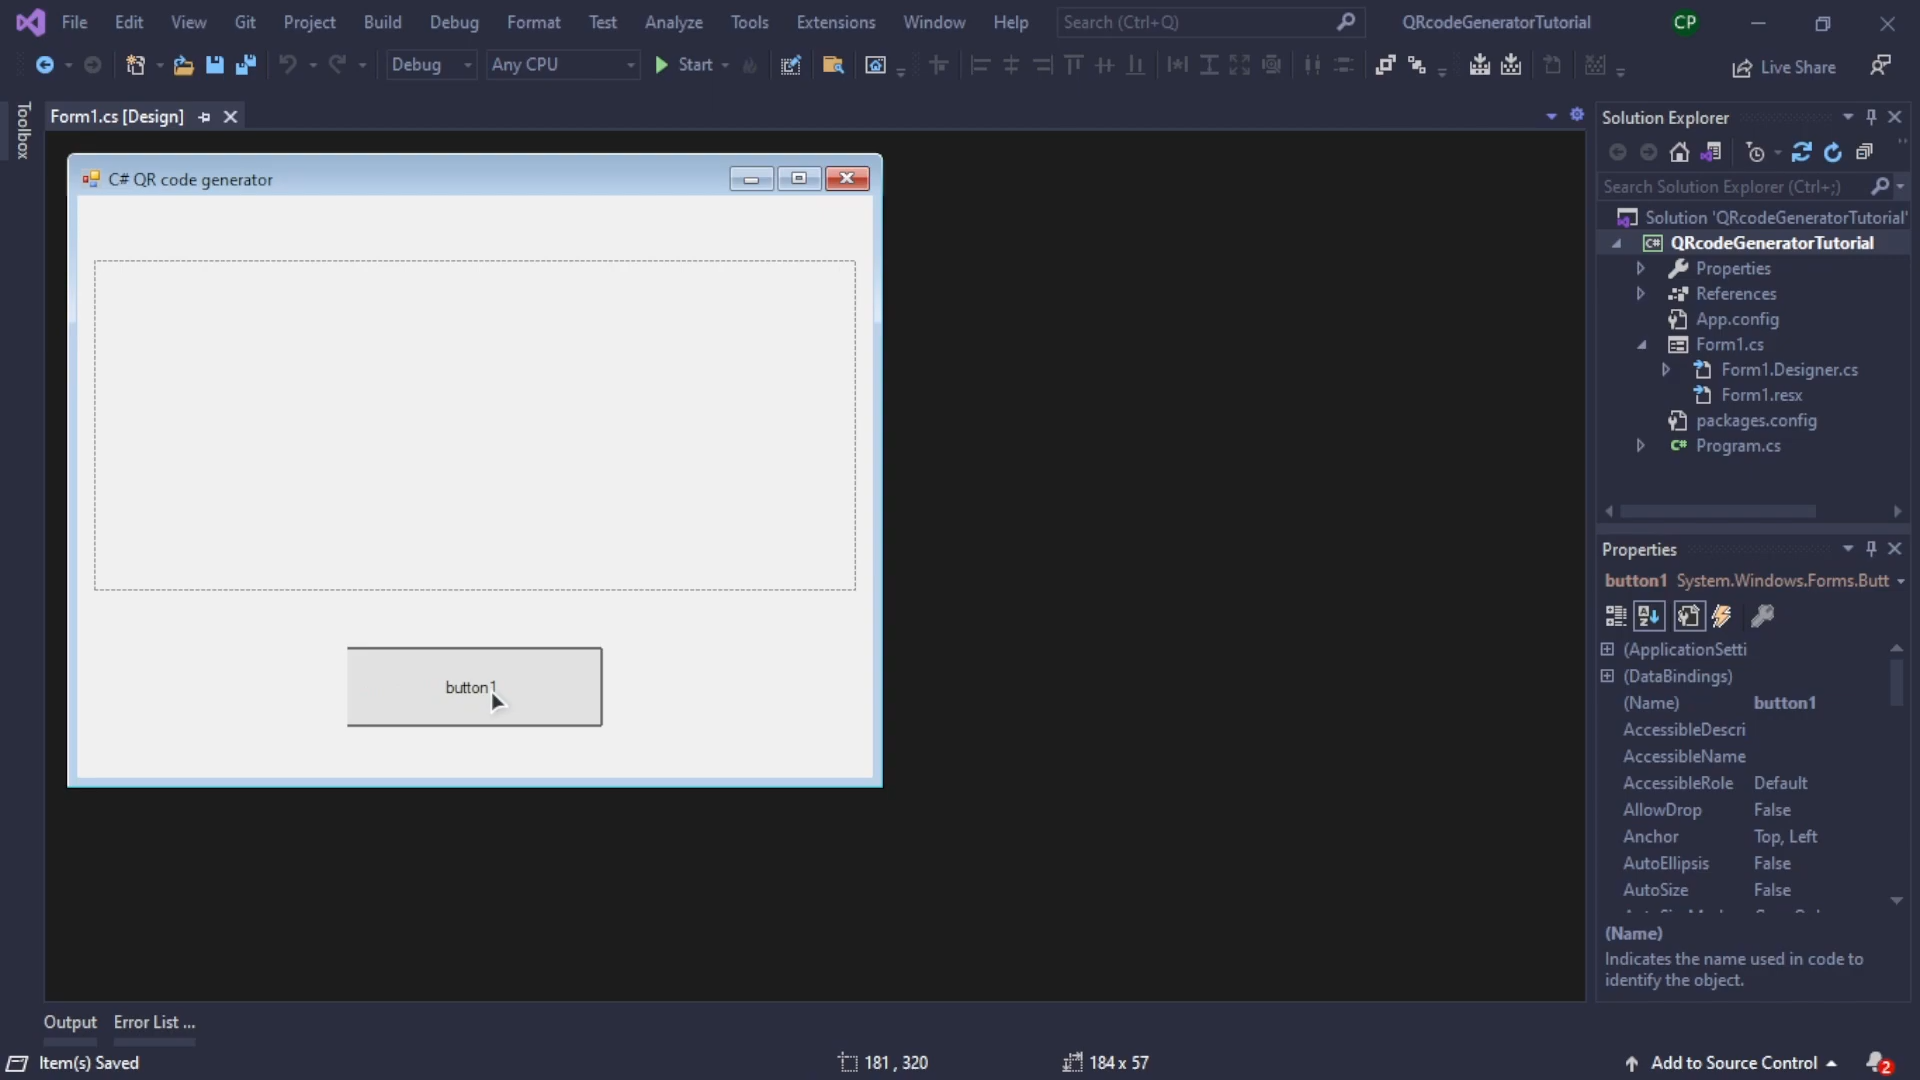 File Edit View Git Project Build Debug Format Test Analyze Tools Extensions Window Help Search (Ctrl+Q) QRcodeGeneratorTutorial CP
Debug Any CPU Start Live Share
Toolbox
Form1.cs [Design]
C# QR code generator
button1
Solution Explorer
Search Solution Explorer (Ctrl+;)
Solution 'QRcodeGeneratorTutorial'
C# QRcodeGeneratorTutorial
Properties
References
App.config
Form1.cs
Form1.Designer.cs
Form1.resx
packages.config
C# Program.cs
Properties
button1 System.Windows.Forms.Butt
(ApplicationSetti
(DataBindings)
(Name) button1
AccessibleDescri
AccessibleName
AccessibleRole Default
AllowDrop False
Anchor Top, Left
AutoEllipsis False
AutoSize False
(Name)
Indicates the name used in code to
identify the object.
Output Error List ...
Item(s) Saved 181 , 320 184 x 57 Add to Source Control 2